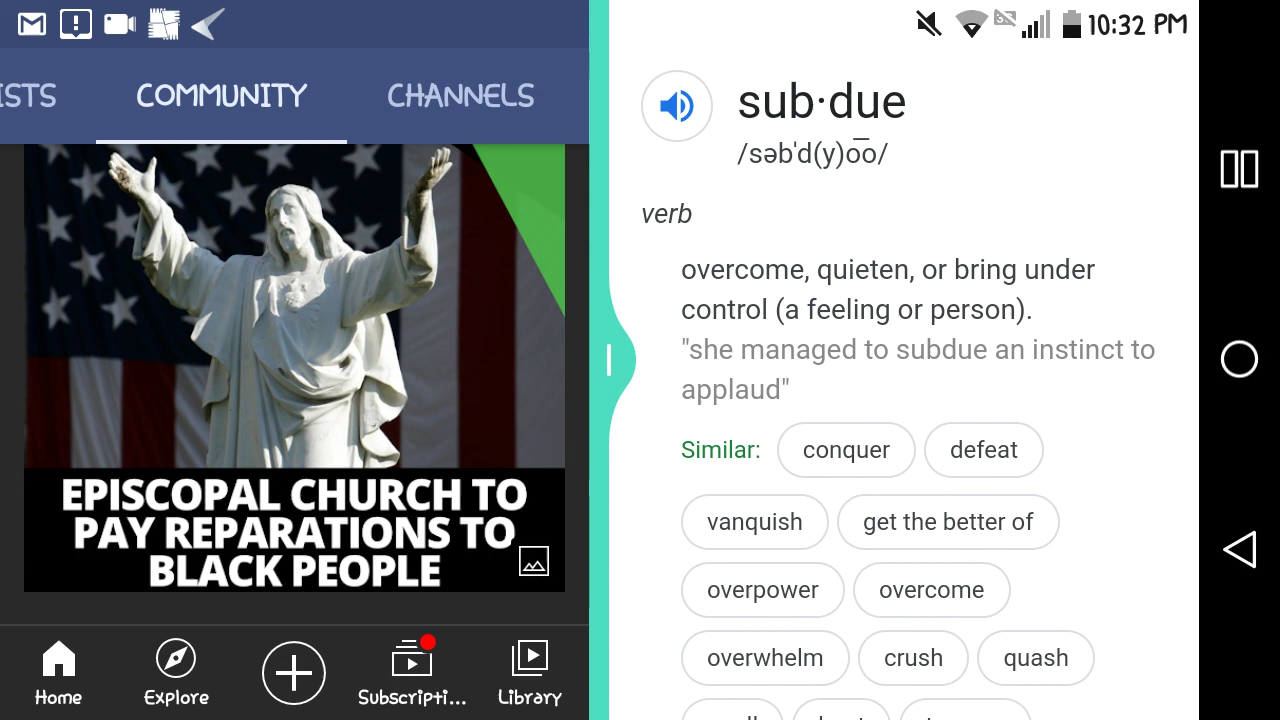 ISTS
COMMUNITY
CHANNELS
EPISCOPAL CHURCH TO
PAY REPARATIONS TO
BLACK PEOPLE
Home
Explore
Subscripti...
Library
10:32 PM
sub·due
/səbˈd(y)o͞o/
verb
overcome, quieten, or bring under
control (a feeling or person).
"she managed to subdue an instinct to
applaud"
Similar:
conquer
defeat
vanquish
get the better of
overpower
overcome
overwhelm
crush
quash